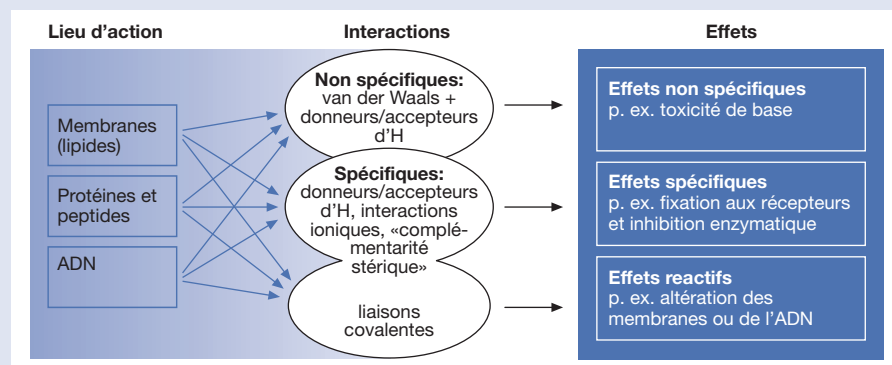 Lieu d'action
Interactions
Effets
Membranes
(lipides)
Protéines et
peptides
ADN
Non spécifiques:
van der Waals +
donneurs/accepteurs
d'H
Spécifiques:
donneurs/accepteurs
d'H, interactions
ioniques, «complé-
mentarité
stérique»
liaisons
covalentes
Effets non spécifiques
p. ex. toxicité de base
Effets spécifiques
p. ex. fixation aux récepteurs
et inhibition enzymatique
Effets reactifs
p. ex. altération des
membranes ou de l'ADN